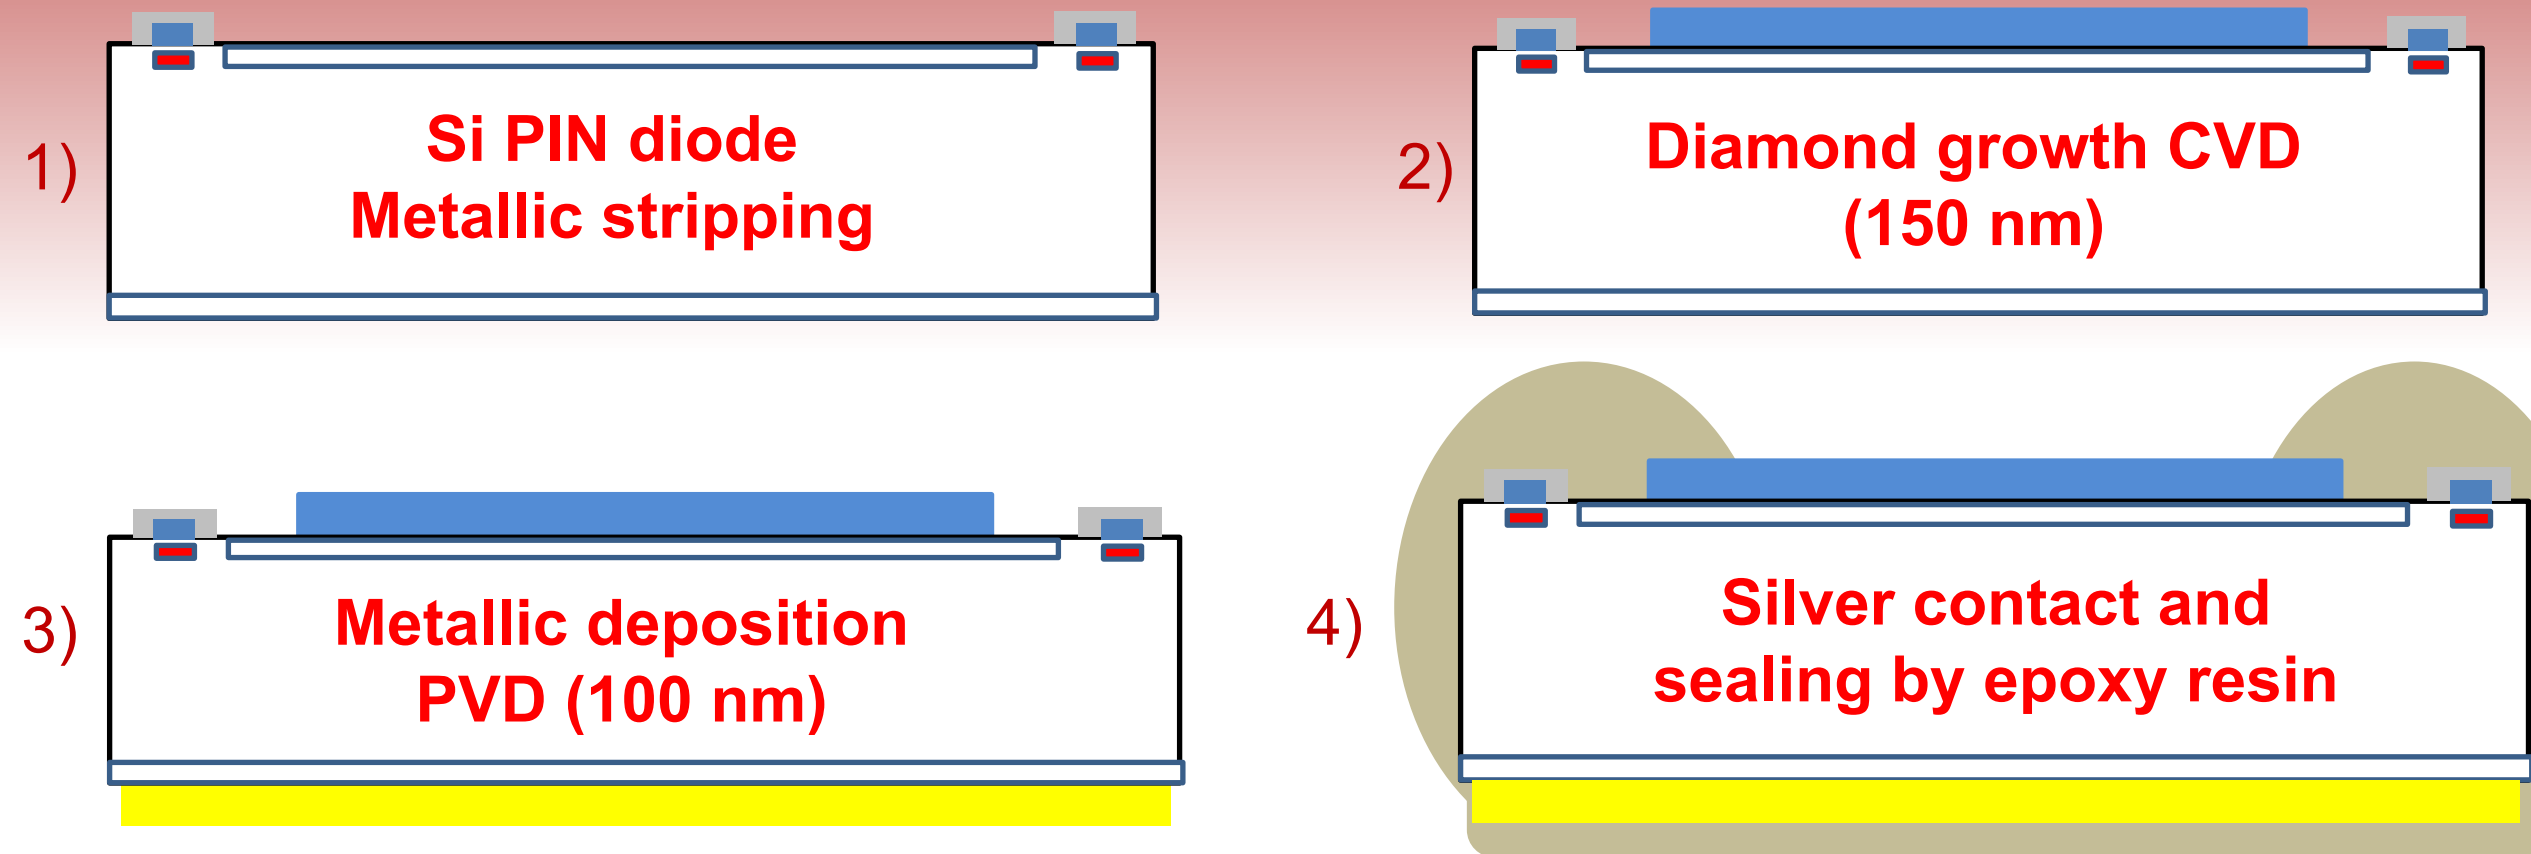 1)
Si PIN diode
Metallic stripping
2)
Diamond growth CVD
(150 nm)
3)
Metallic deposition
PVD (100 nm)
4)
Silver contact and
sealing by epoxy resin